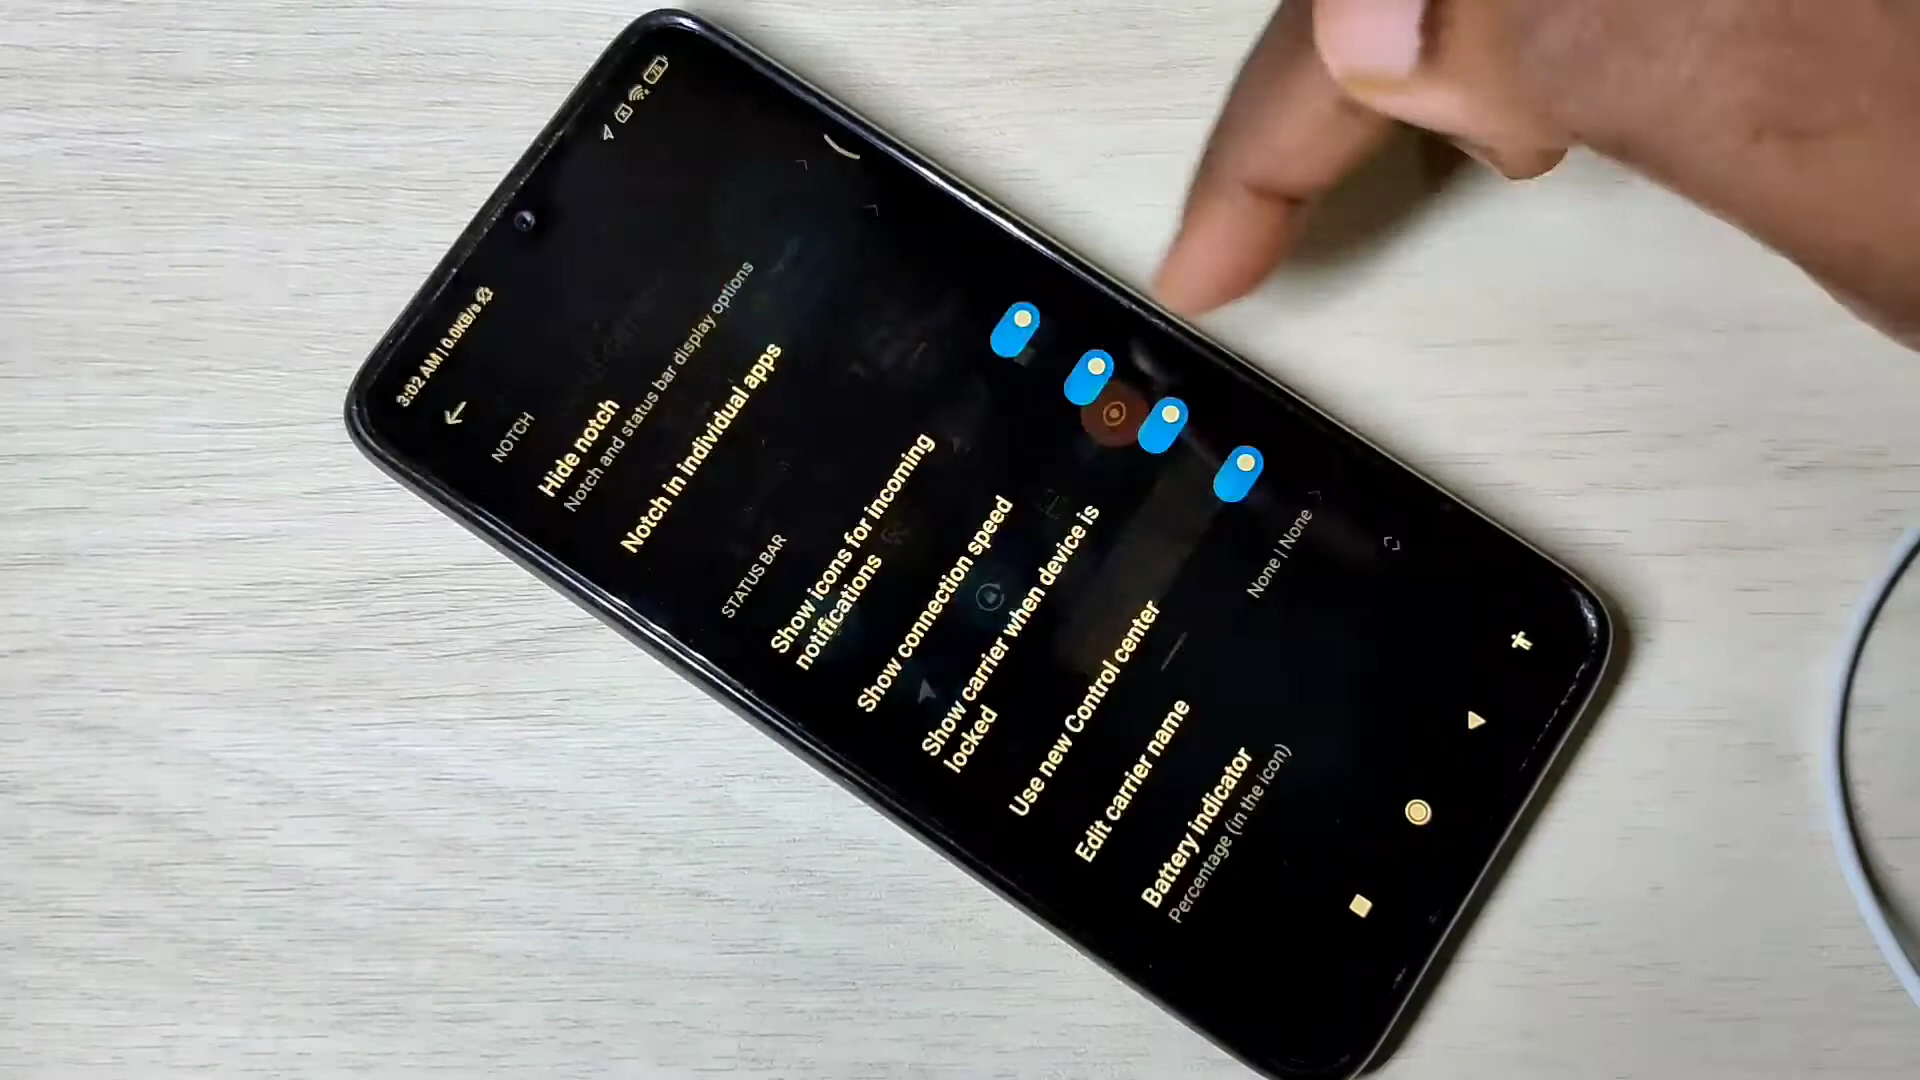 3:02 AM | 0.0KB/s
76
NOTCH
Hide notch
Notch and status bar display options
Notch in individual apps
STATUS BAR
Show icons for incoming
notifications
Show connection speed
Show carrier when device is
locked
Use new Control center
Edit carrier name
None | None
Battery indicator
Percentage (in the icon)